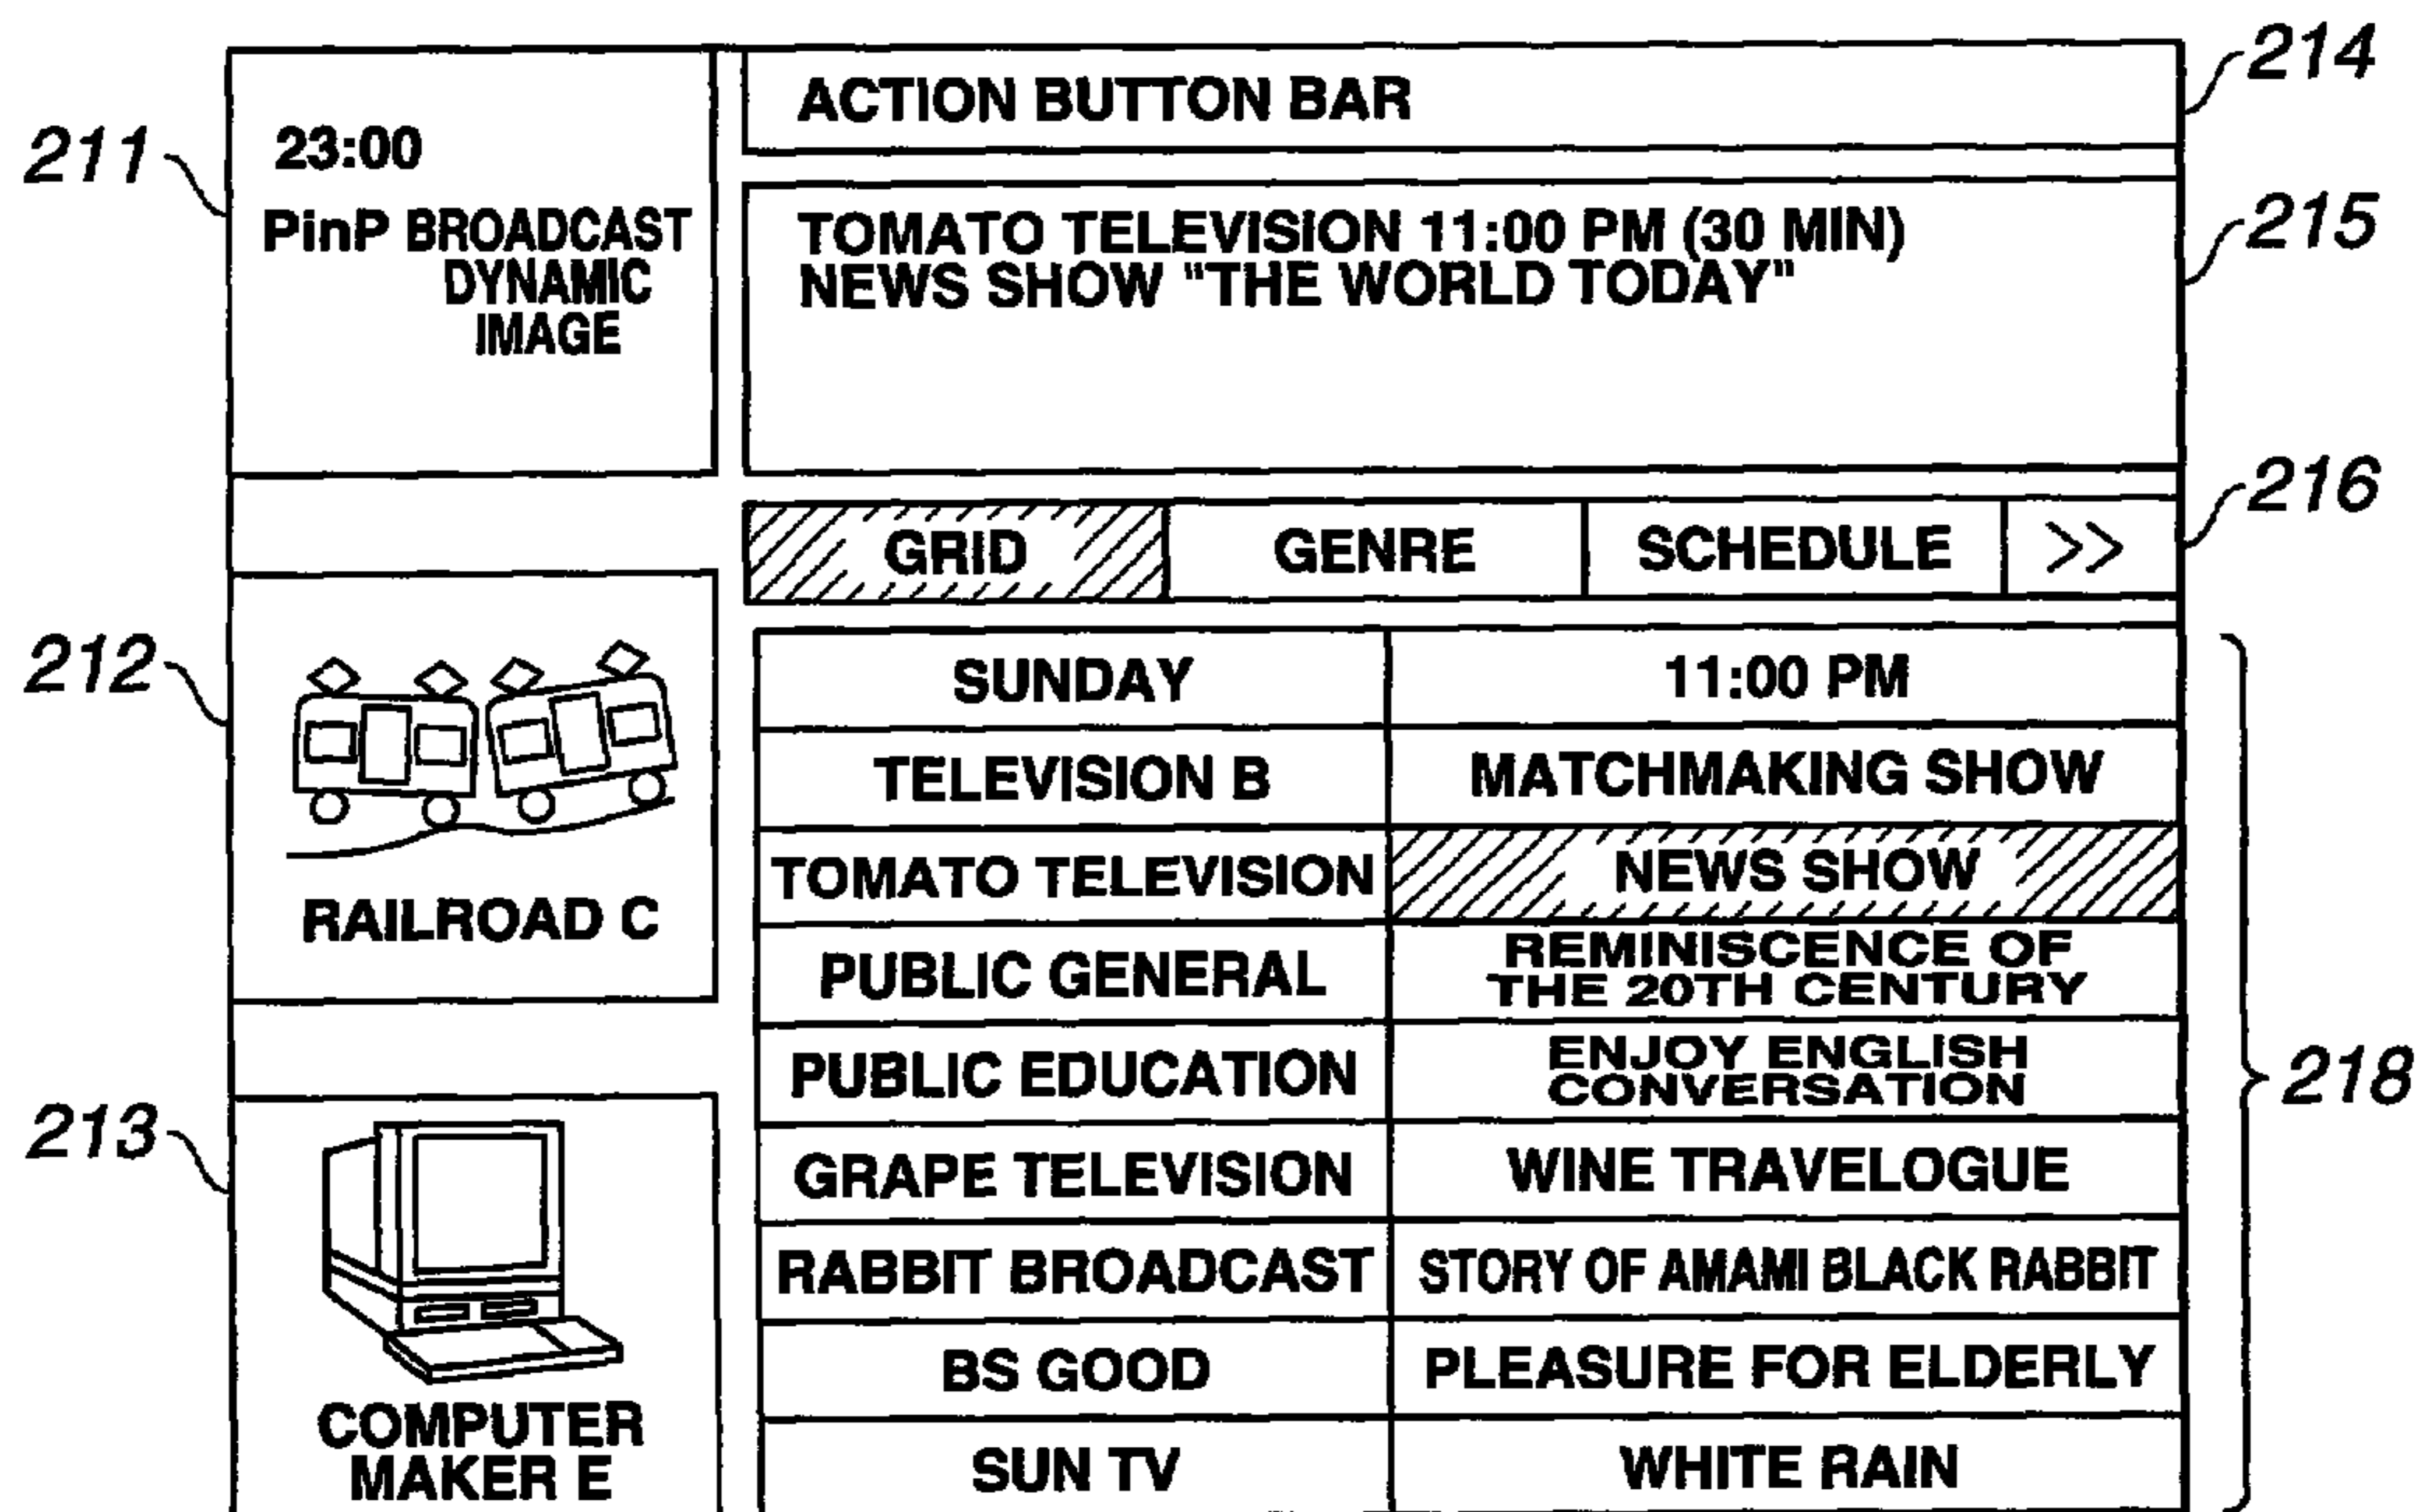 214
ACTION BUTTON BAR
211
23:00
PinP BROADCAST
DYNAMIC
IMAGE
215
TOMATO TELEVISION 11:00 PM (30 MIN)
NEWS SHOW "THE WORLD TODAY"
216
GRID GENRE SCHEDULE >>
212
RAILROAD C
213
COMPUTER
MAKER E
218
SUNDAY 11:00 PM
TELEVISION B MATCHMAKING SHOW
TOMATO TELEVISION NEWS SHOW
PUBLIC GENERAL REMINISCENCE OF
THE 20TH CENTURY
PUBLIC EDUCATION ENJOY ENGLISH
CONVERSATION
GRAPE TELEVISION WINE TRAVELOGUE
RABBIT BROADCAST STORY OF AMAMI BLACK RABBIT
BS GOOD PLEASURE FOR ELDERLY
SUN TV WHITE RAIN